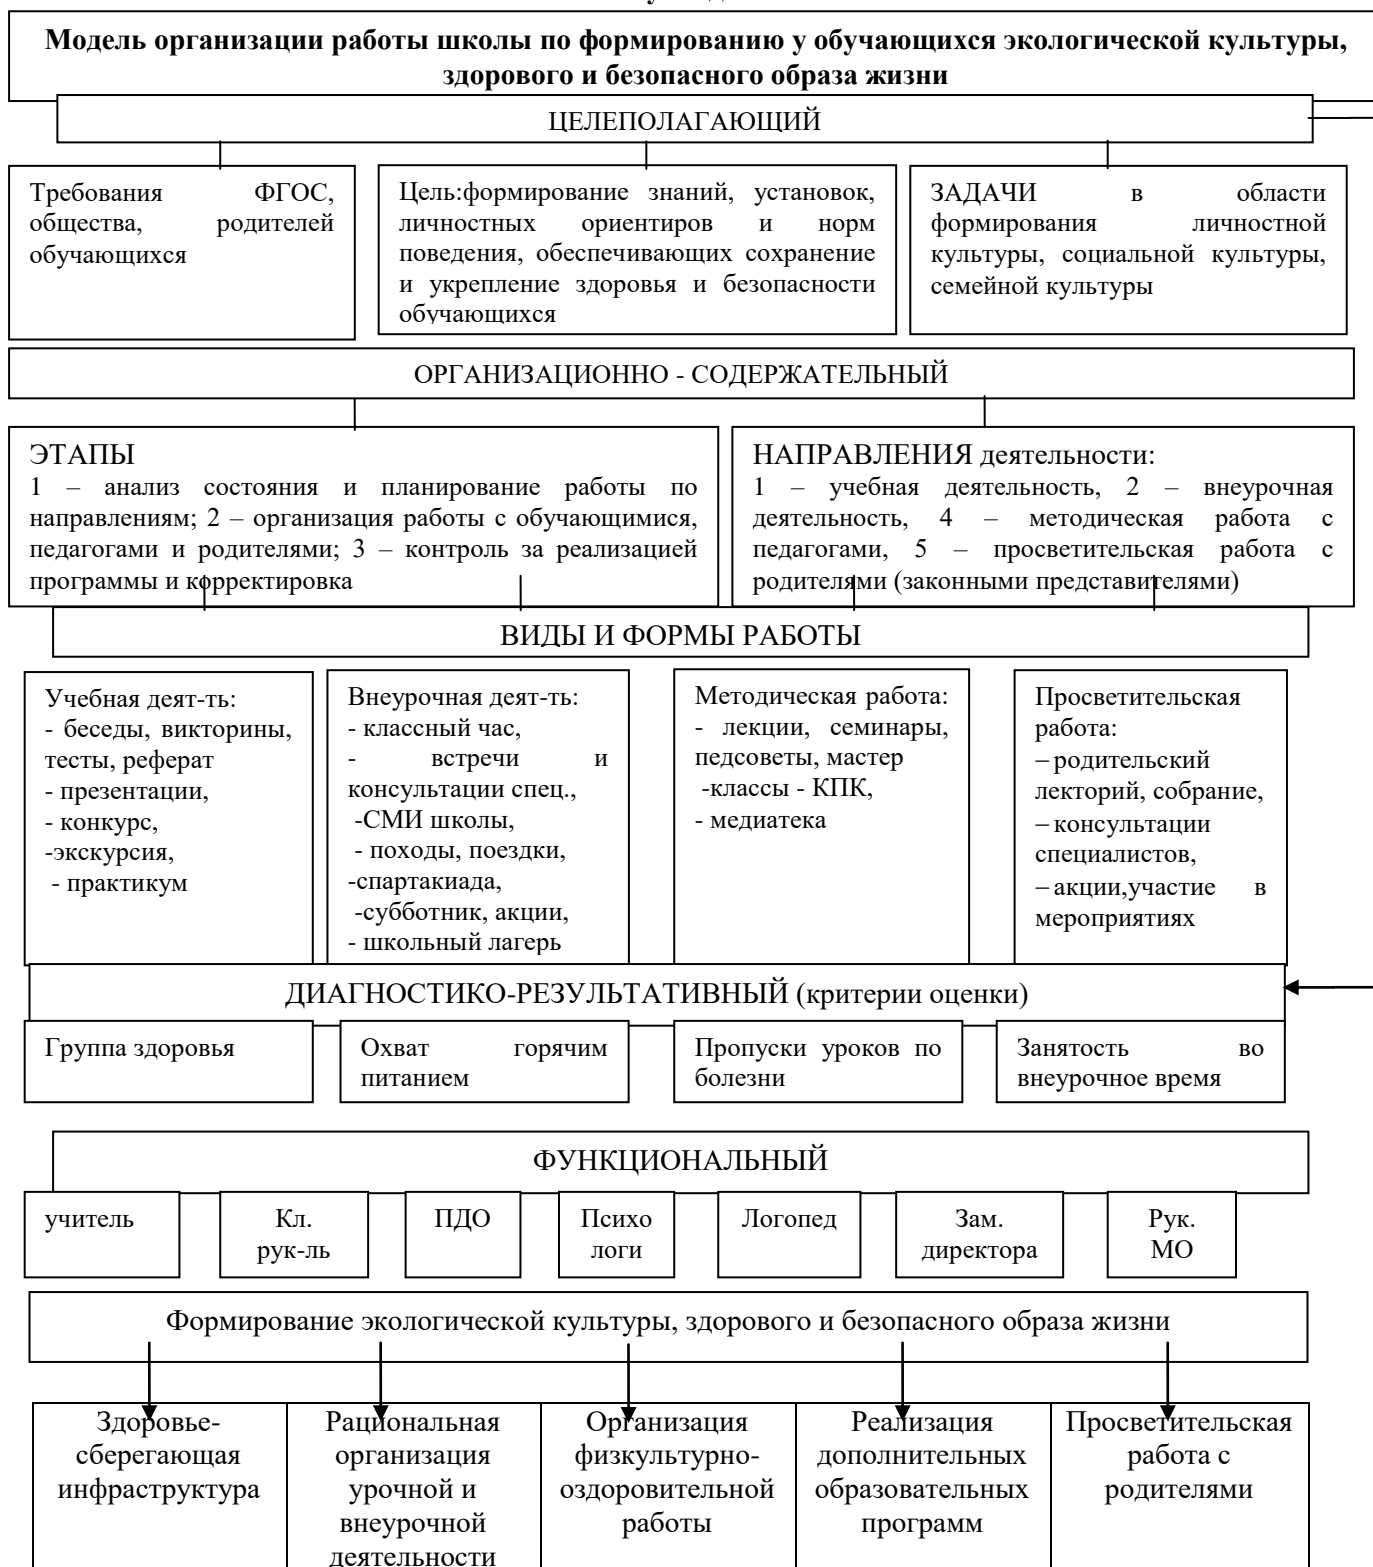 Модель организации работы школы по формированию у обучающихся экологической культуры,
здорового и безопасного образа жизни
ЦЕЛЕПОЛАГАЮЩИЙ
Требования ФГОС,
общества, родителей
обучающихся
Цель:формирование знаний, установок,
личностных ориентиров и норм
поведения, обеспечивающих сохранение
и укрепление здоровья и безопасности
обучающихся
ЗАДАЧИ в области
формирования личностной
культуры, социальной культуры,
семейной культуры
ОРГАНИЗАЦИОННО - СОДЕРЖАТЕЛЬНЫЙ
ЭТАПЫ
1 – анализ состояния и планирование работы по
направлениям; 2 – организация работы с обучающимися,
педагогами и родителями; 3 – контроль за реализацией
программы и корректировка
НАПРАВЛЕНИЯ деятельности:
1 – учебная деятельность, 2 – внеурочная
деятельность, 4 – методическая работа с
педагогами, 5 – просветительская работа с
родителями (законными представителями)
ВИДЫ И ФОРМЫ РАБОТЫ
Учебная деят-ть:
- беседы, викторины,
тесты, реферат
- презентации,
- конкурс,
-экскурсия,
- практикум
Внеурочная деят-ть:
- классный час,
- встречи и
консультации спец.,
-СМИ школы,
- походы, поездки,
-спартакиада,
-субботник, акции,
- школьный лагерь
Методическая работа:
- лекции, семинары,
педсоветы, мастер
-классы - КПК,
- медиатека
Просветительская
работа:
– родительский
лекторий, собрание,
– консультации
специалистов,
– акции,участие в
мероприятиях
ДИАГНОСТИКО-РЕЗУЛЬТАТИВНЫЙ (критерии оценки)
Группа здоровья
Охват горячим
питанием
Пропуски уроков по
болезни
Занятость во
внеурочное время
ФУНКЦИОНАЛЬНЫЙ
учитель
Кл.
рук-ль
ПДО
Психо
логи
Логопед
Зам.
директора
Рук.
МО
Формирование экологической культуры, здорового и безопасного образа жизни
Здоровье-
сберегающая
инфраструктура
Рациональная
организация
урочной и
внеурочной
деятельности
Организация
физкультурно-
оздоровительной
работы
Реализация
дополнительных
образовательных
программ
Просветительская
работа с
родителями